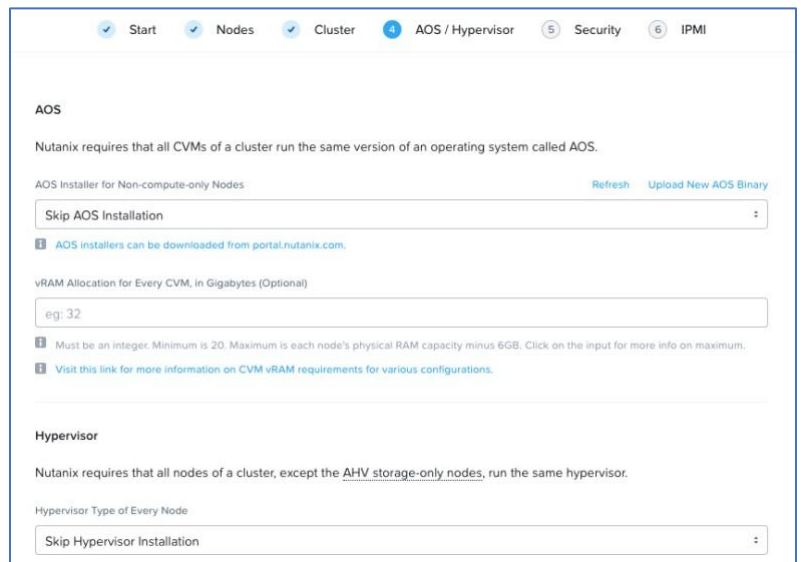 Start Nodes Cluster 4 AOS / Hypervisor 5 Security 6 IPMI
AOS
Nutanix requires that all CVMs of a cluster run the same version of an operating system called AOS.
AOS Installer for Non-compute-only Nodes Refresh Upload New AOS Binary
Skip AOS Installation
AOS installers can be downloaded from portal.nutanix.com.
vRAM Allocation for Every CVM, in Gigabytes (Optional)
eg: 32
Must be an integer. Minimum is 20. Maximum is each node's physical RAM capacity minus 6GB. Click on the input for more info on maximum.
Visit this link for more information on CVM vRAM requirements for various configurations.
Hypervisor
Nutanix requires that all nodes of a cluster, except the AHV storage-only nodes, run the same hypervisor.
Hypervisor Type of Every Node
Skip Hypervisor Installation